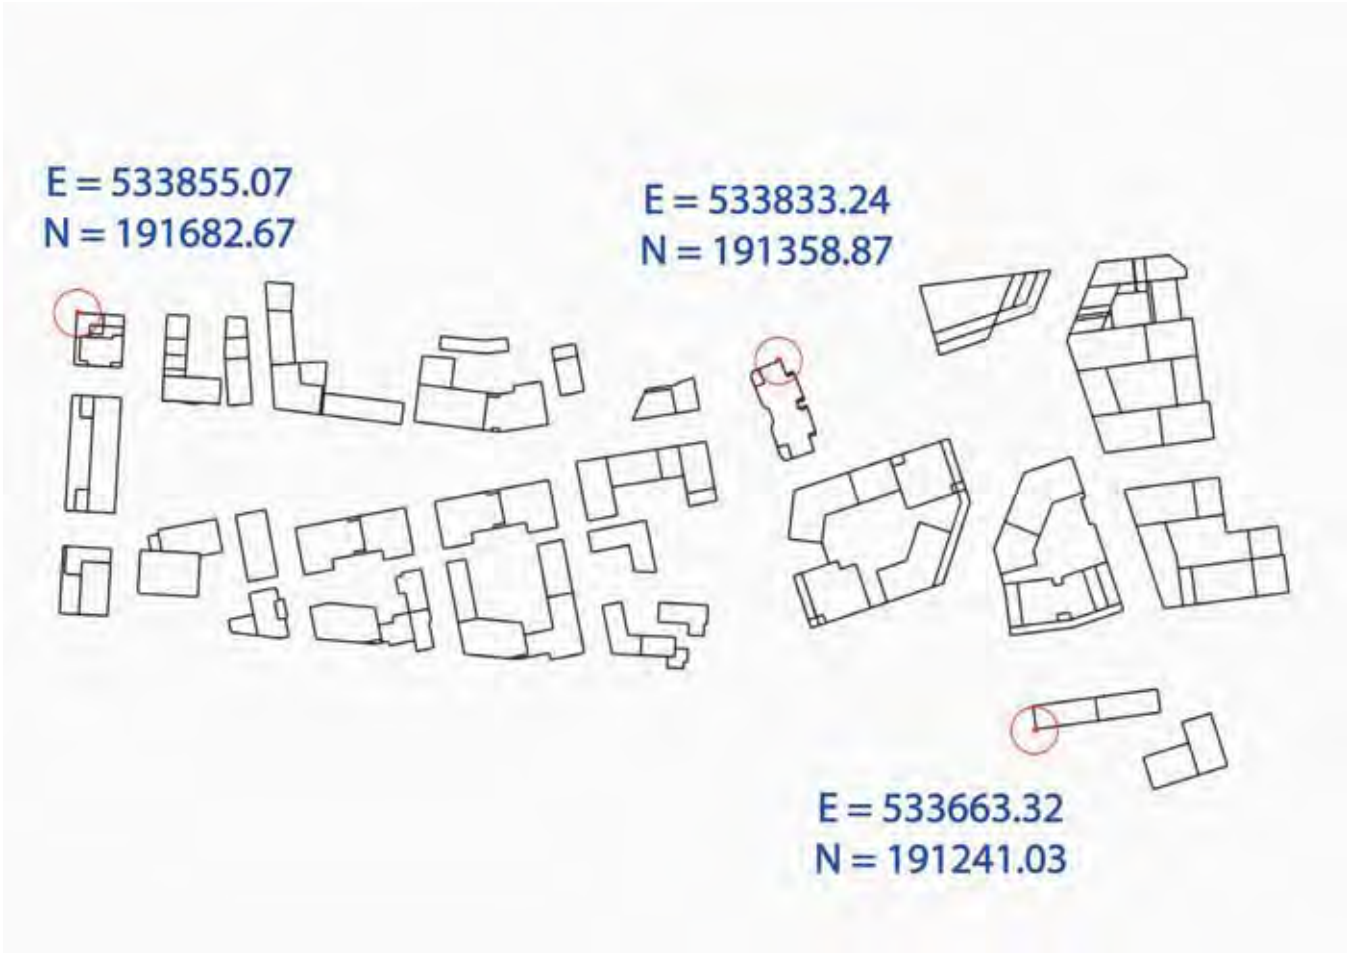 E = 533855.07
N = 191682.67
E = 533833.24
N = 191358.87
E = 533663.32
N = 191241.03